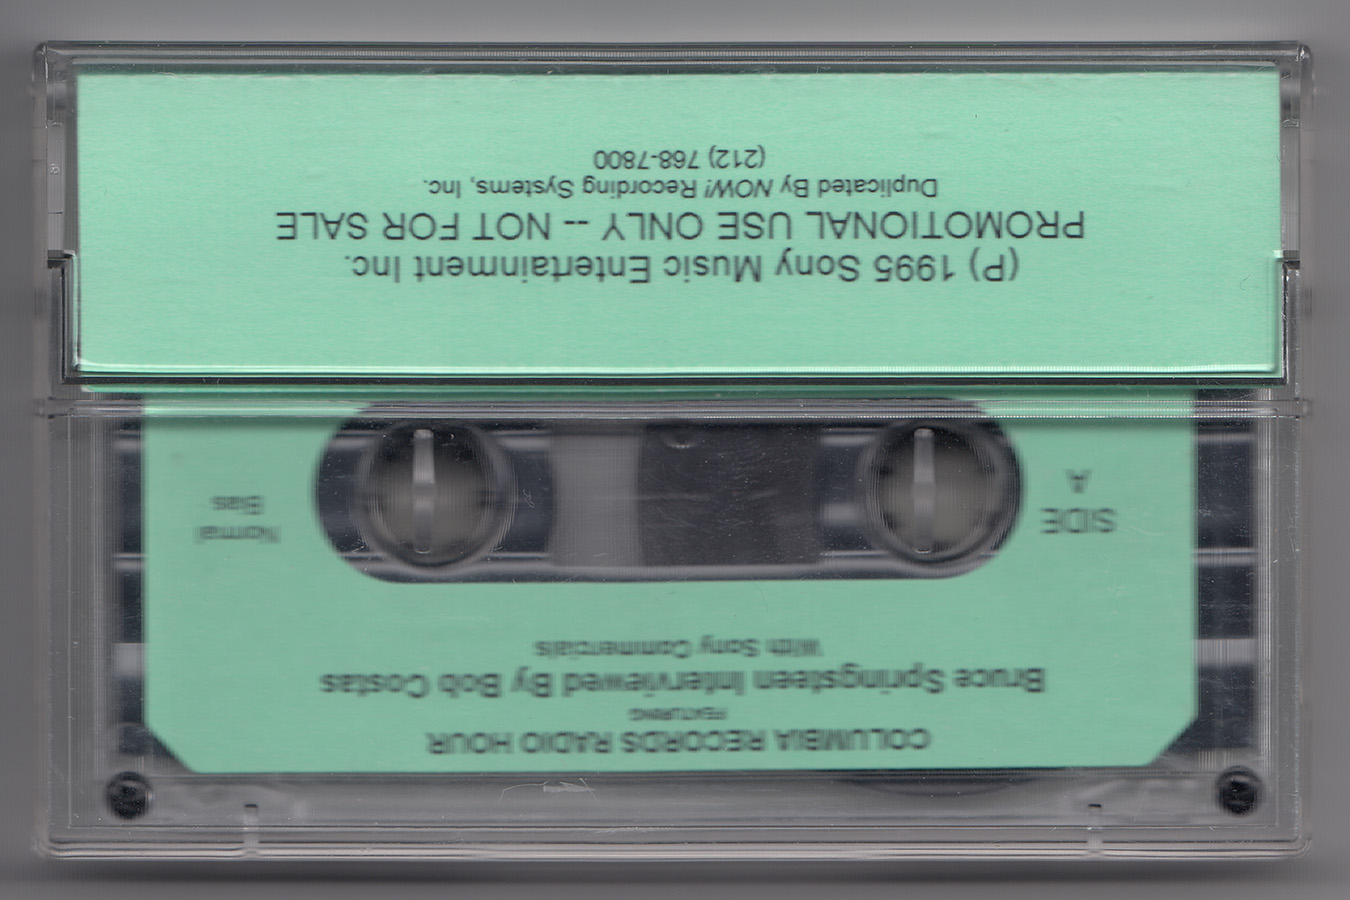 COLUMBIA RECORDS RADIO HOUR
FEATURING
Bruce Springsteen Interviewed By Bob Costas
With Sony Commercials
SIDE
A
Normal
Bias
(P) 1995 Sony Music Entertainment Inc.
PROMOTIONAL USE ONLY -- NOT FOR SALE
Duplicated By NOW! Recording Systems, Inc.
(212) 768-7800